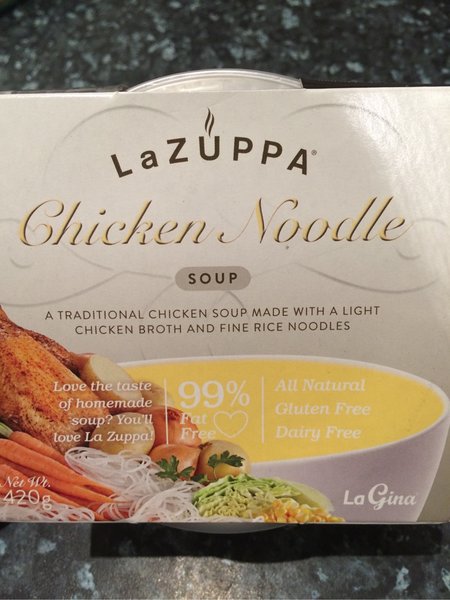 LaZUPPA®
Chicken Noodle
SOUP
A TRADITIONAL CHICKEN SOUP MADE WITH A LIGHT
CHICKEN BROTH AND FINE RICE NOODLES
Love the taste
of homemade
soup? You'll
love La Zuppa!
99%
Fat
Free
All Natural
Gluten Free
Dairy Free
Net Wt.
420g
La Gina